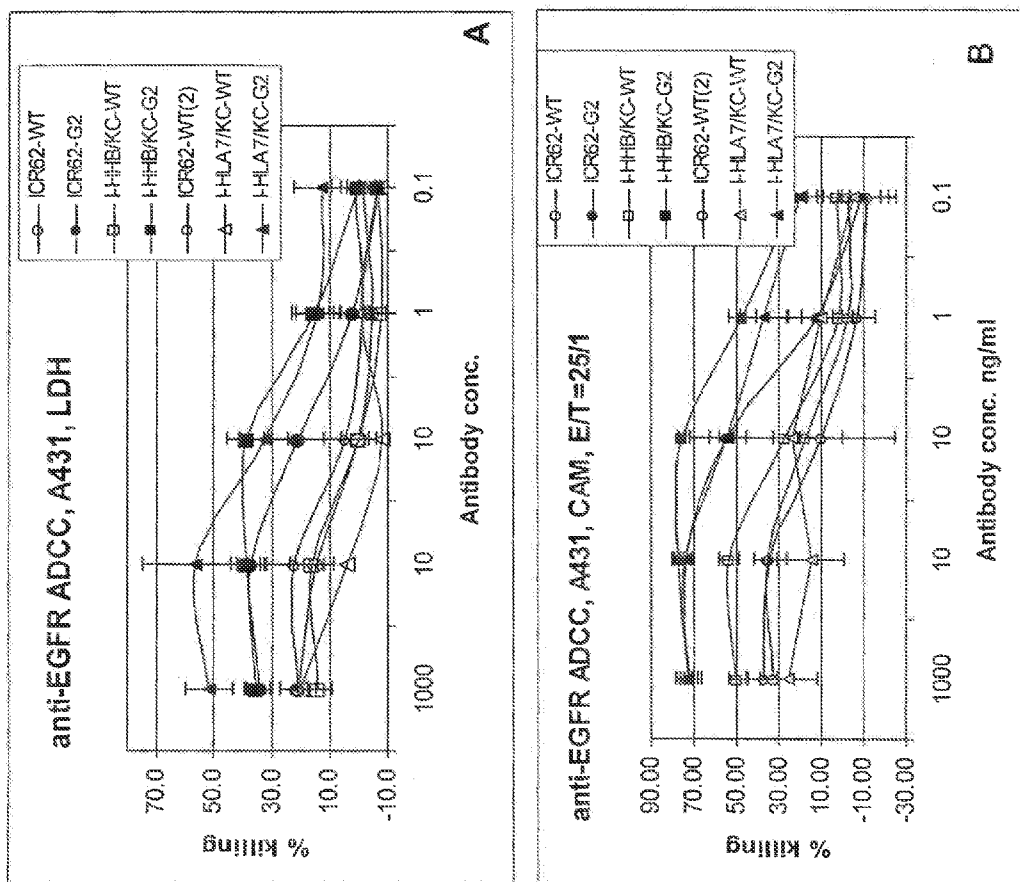 A
anti-EGFR ADCC, A431, LDH
ICR62-WT
ICR62-G2
I-HHB/KC-WT
I-HHB/KC-G2
ICR62-WT(2)
I-HLA7/KC-WT
I-HLA7/KC-G2
% killing
70.0
50.0
30.0
10.0
-10.0
1000
10
10
1
0.1
Antibody conc.
B
anti-EGFR ADCC, A431, CAM, E/T=25/1
ICR62-WT
ICR62-G2
I-HHB/KC-WT
I-HHB/KC-G2
ICR62-WT(2)
I-HLA7/KC-WT
I-HLA7/KC-G2
% killing
90.00
70.00
50.00
30.00
10.00
-10.00
-30.00
1000
10
10
1
0.1
Antibody conc. ng/ml